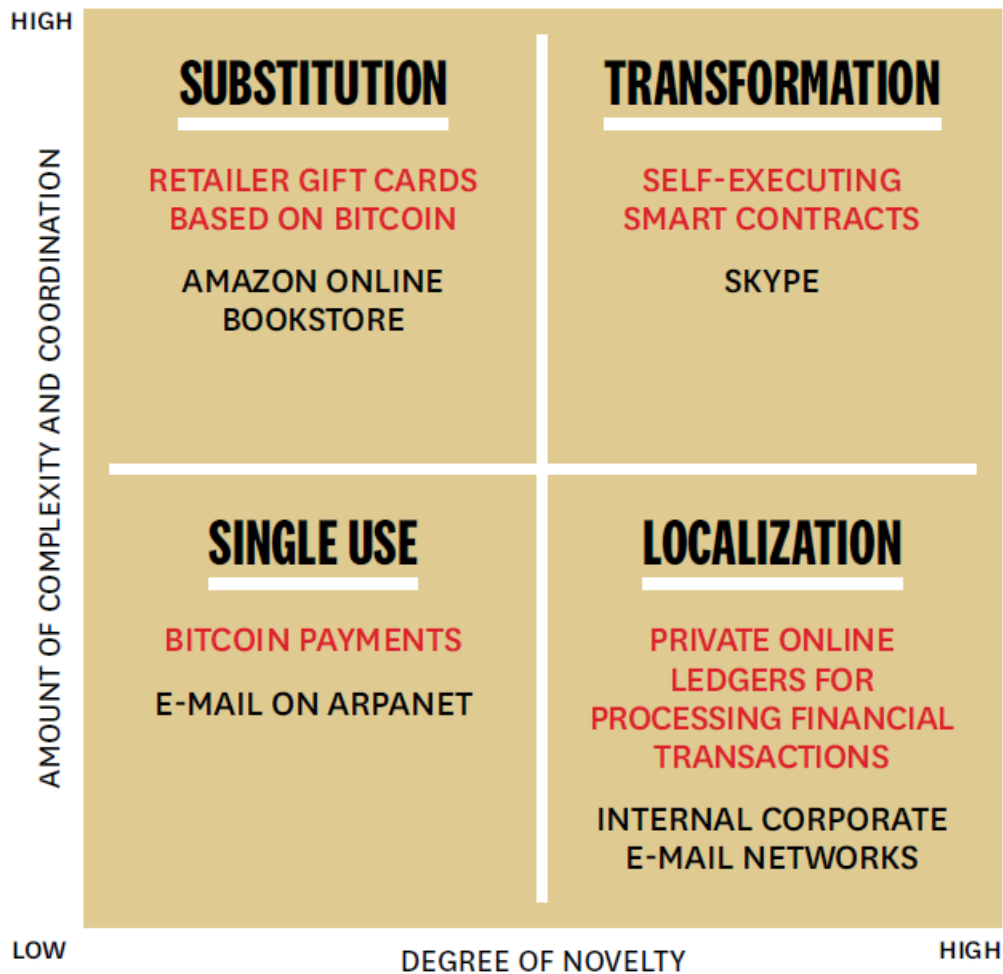 HIGH
AMOUNT OF COMPLEXITY AND COORDINATION
SUBSTITUTION
RETAILER GIFT CARDS
BASED ON BITCOIN
AMAZON ONLINE
BOOKSTORE
TRANSFORMATION
SELF-EXECUTING
SMART CONTRACTS
SKYPE
SINGLE USE
BITCOIN PAYMENTS
E-MAIL ON ARPANET
LOCALIZATION
PRIVATE ONLINE
LEDGERS FOR
PROCESSING FINANCIAL
TRANSACTIONS
INTERNAL CORPORATE
E-MAIL NETWORKS
LOW
DEGREE OF NOVELTY
HIGH